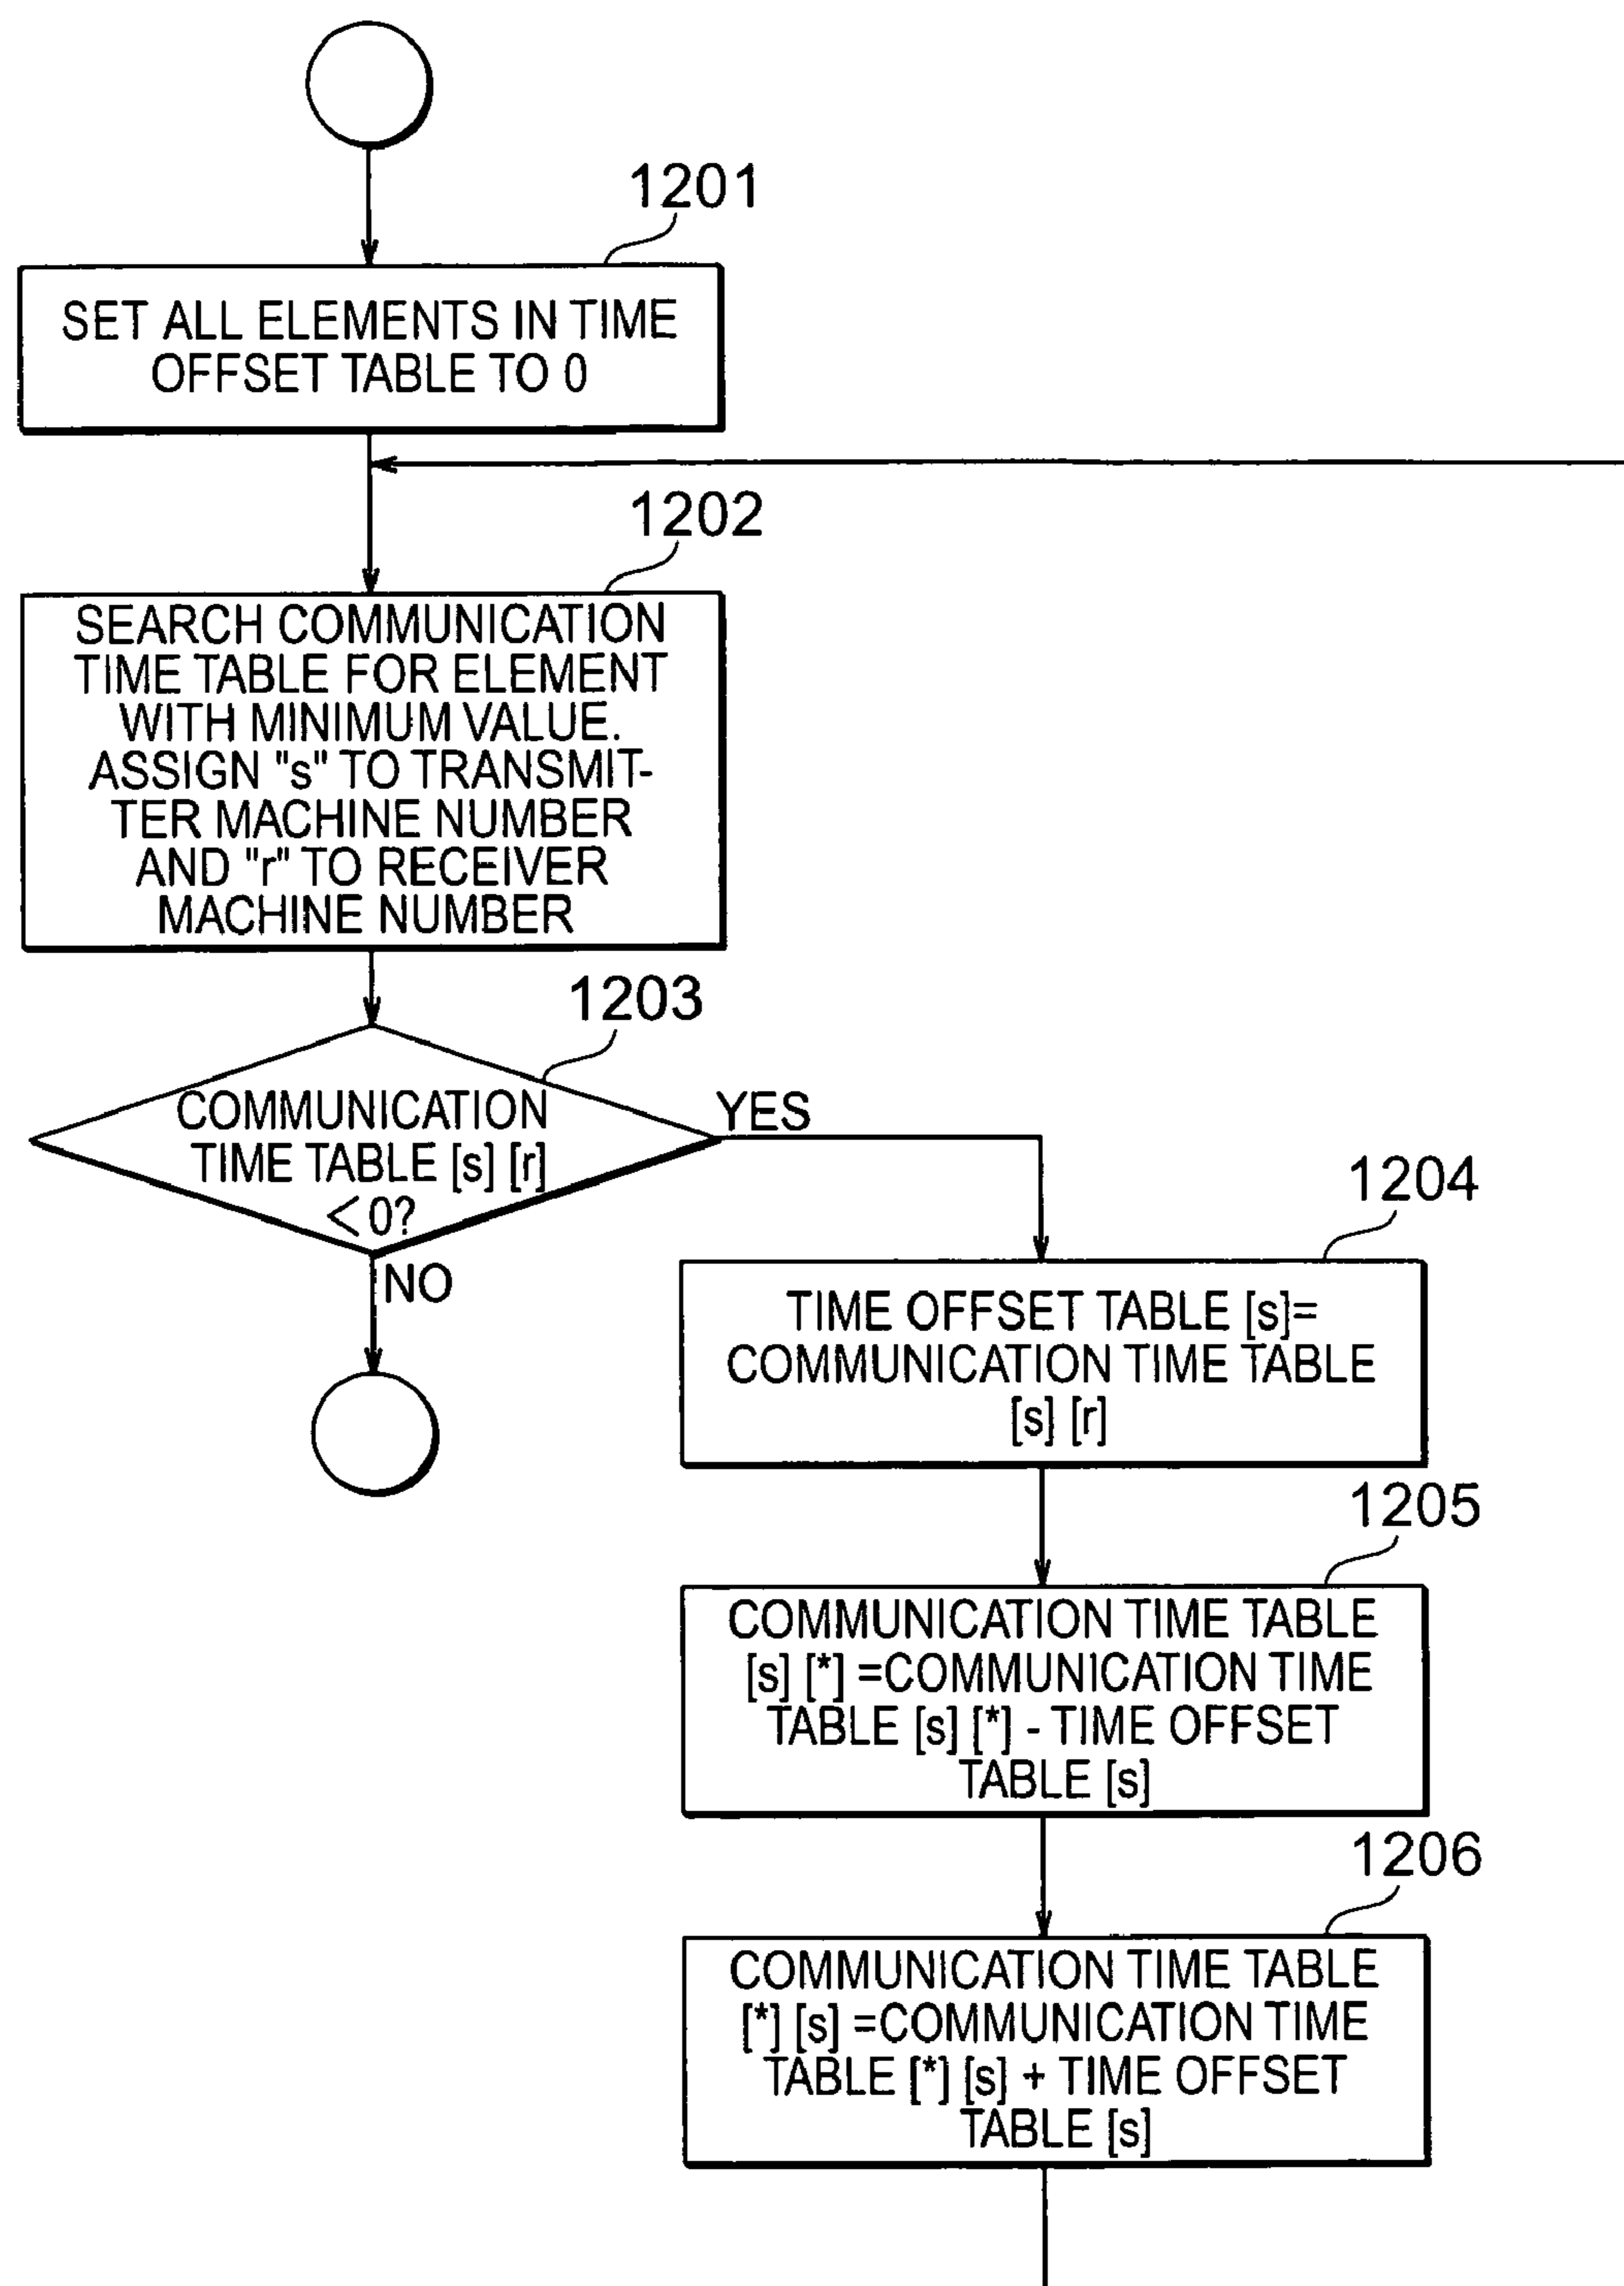 1201
SET ALL ELEMENTS IN TIME
OFFSET TABLE TO 0
1202
SEARCH COMMUNICATION
TIME TABLE FOR ELEMENT
WITH MINIMUM VALUE.
ASSIGN "s" TO TRANSMIT-
TER MACHINE NUMBER
AND "r" TO RECEIVER
MACHINE NUMBER
1203
COMMUNICATION
TIME TABLE [s] [r]
<0?
YES
NO
1204
TIME OFFSET TABLE [s]=
COMMUNICATION TIME TABLE
[s] [r]
1205
COMMUNICATION TIME TABLE
[s] [*] =COMMUNICATION TIME
TABLE [s] [*] - TIME OFFSET
TABLE [s]
1206
COMMUNICATION TIME TABLE
[*] [s] =COMMUNICATION TIME
TABLE [*] [s] + TIME OFFSET
TABLE [s]